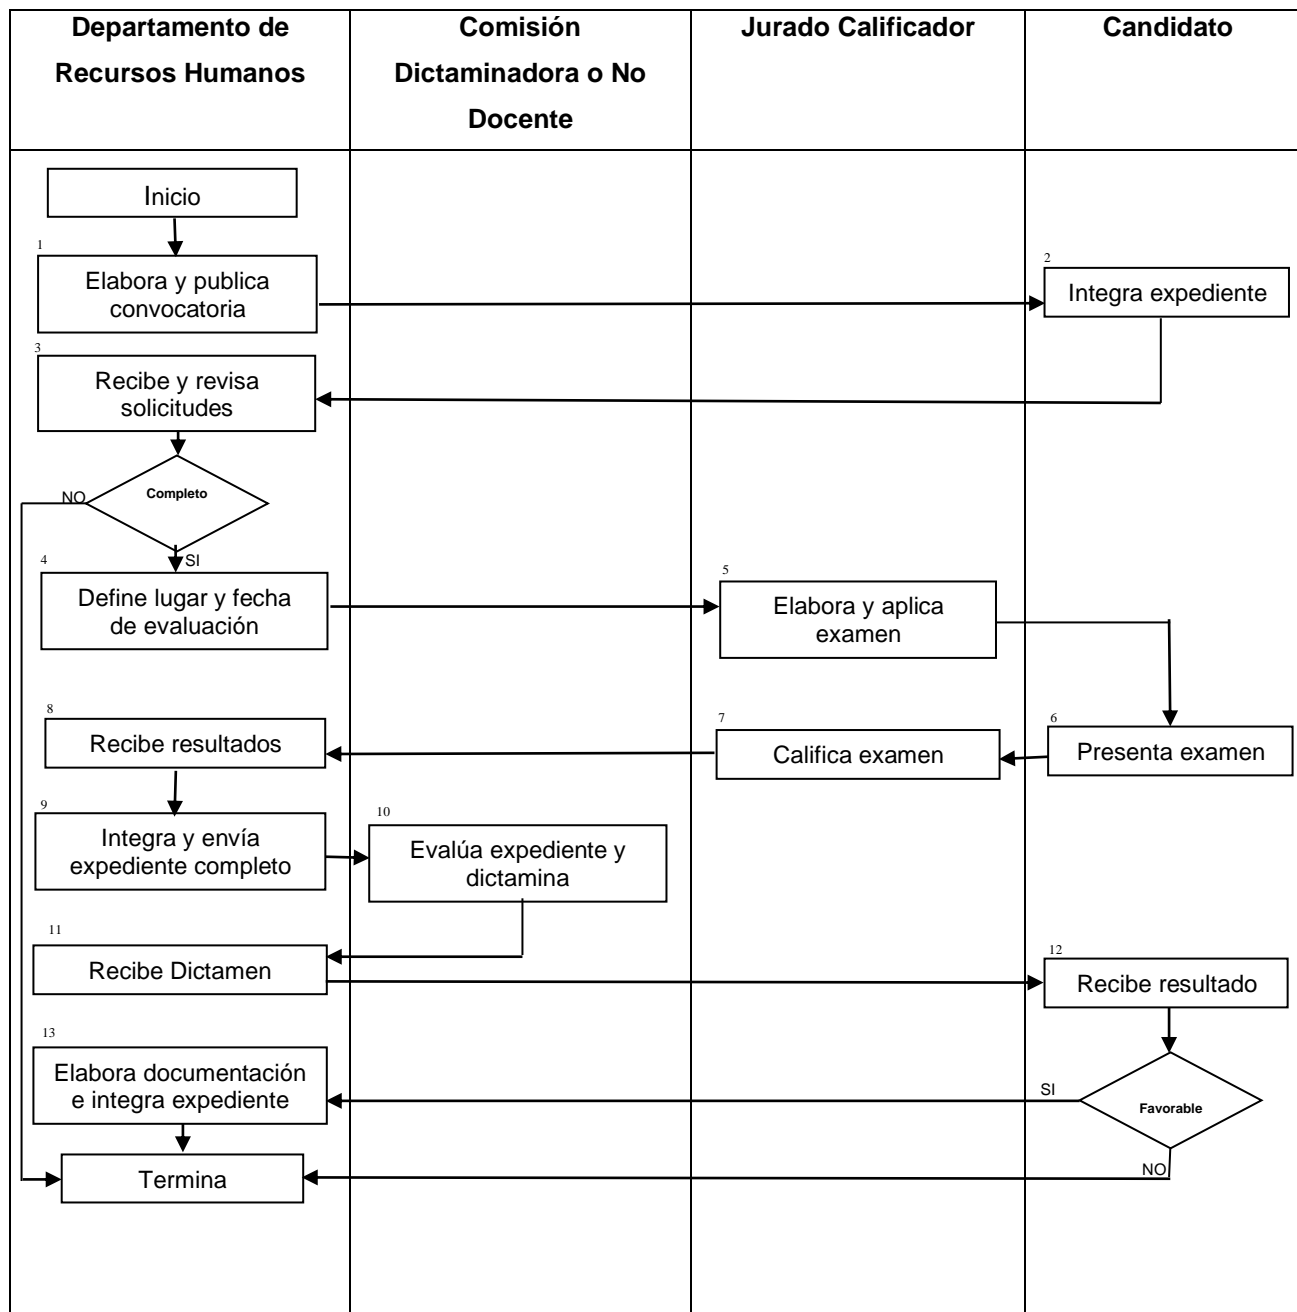 Departamento de
Recursos Humanos
Comisión
Dictaminadora o No
Docente
Jurado Calificador
Candidato
Inicio
1
Elabora y publica
convocatoria
2
Integra expediente
3
Recibe y revisa
solicitudes
Completo
NO
SI
4
Define lugar y fecha
de evaluación
5
Elabora y aplica
examen
6
Presenta examen
7
Califica examen
8
Recibe resultados
9
Integra y envía
expediente completo
10
Evalúa expediente y
dictamina
11
Recibe Dictamen
12
Recibe resultado
Favorable
SI
NO
13
Elabora documentación
e integra expediente
Termina